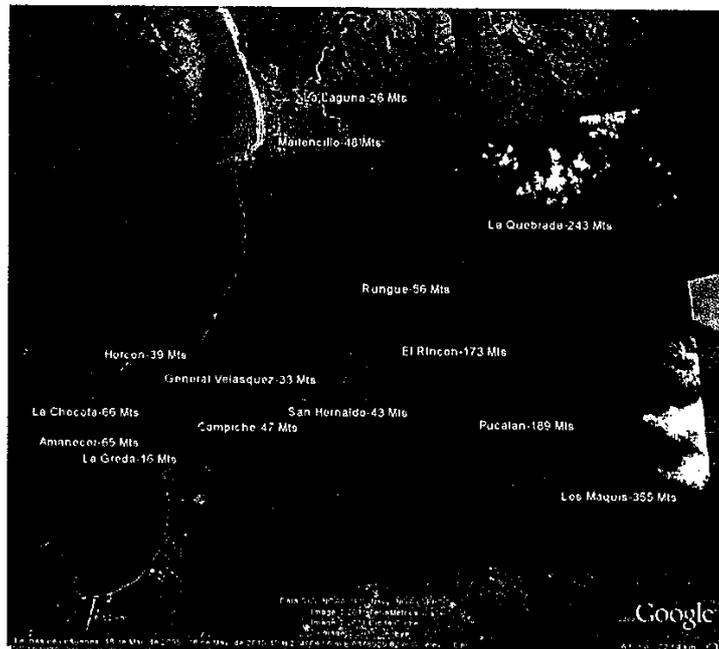 La Laguna-26 Mts
Maitencillo-48 Mts
La Quebrada-243 Mts
Rungue-56 Mts
El Rincon-173 Mts
Horcon-39 Mts
General Velasquez-33 Mts
La Chocota-66 Mts
San Hernaldo-43 Mts
Campiche-47 Mts
Pucalan-189 Mts
Amanecer-65 Mts
La Greda-16 Mts
Los Maquis-355 Mts
Google